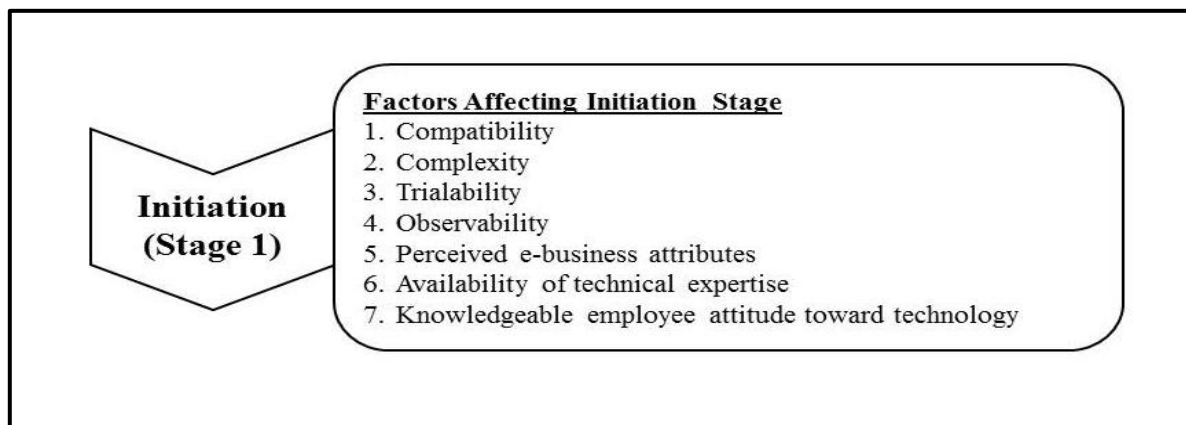 Initiation
(Stage 1)
Factors Affecting Initiation Stage
1. Compatibility
2. Complexity
3. Trialability
4. Observability
5. Perceived e-business attributes
6. Availability of technical expertise
7. Knowledgeable employee attitude toward technology